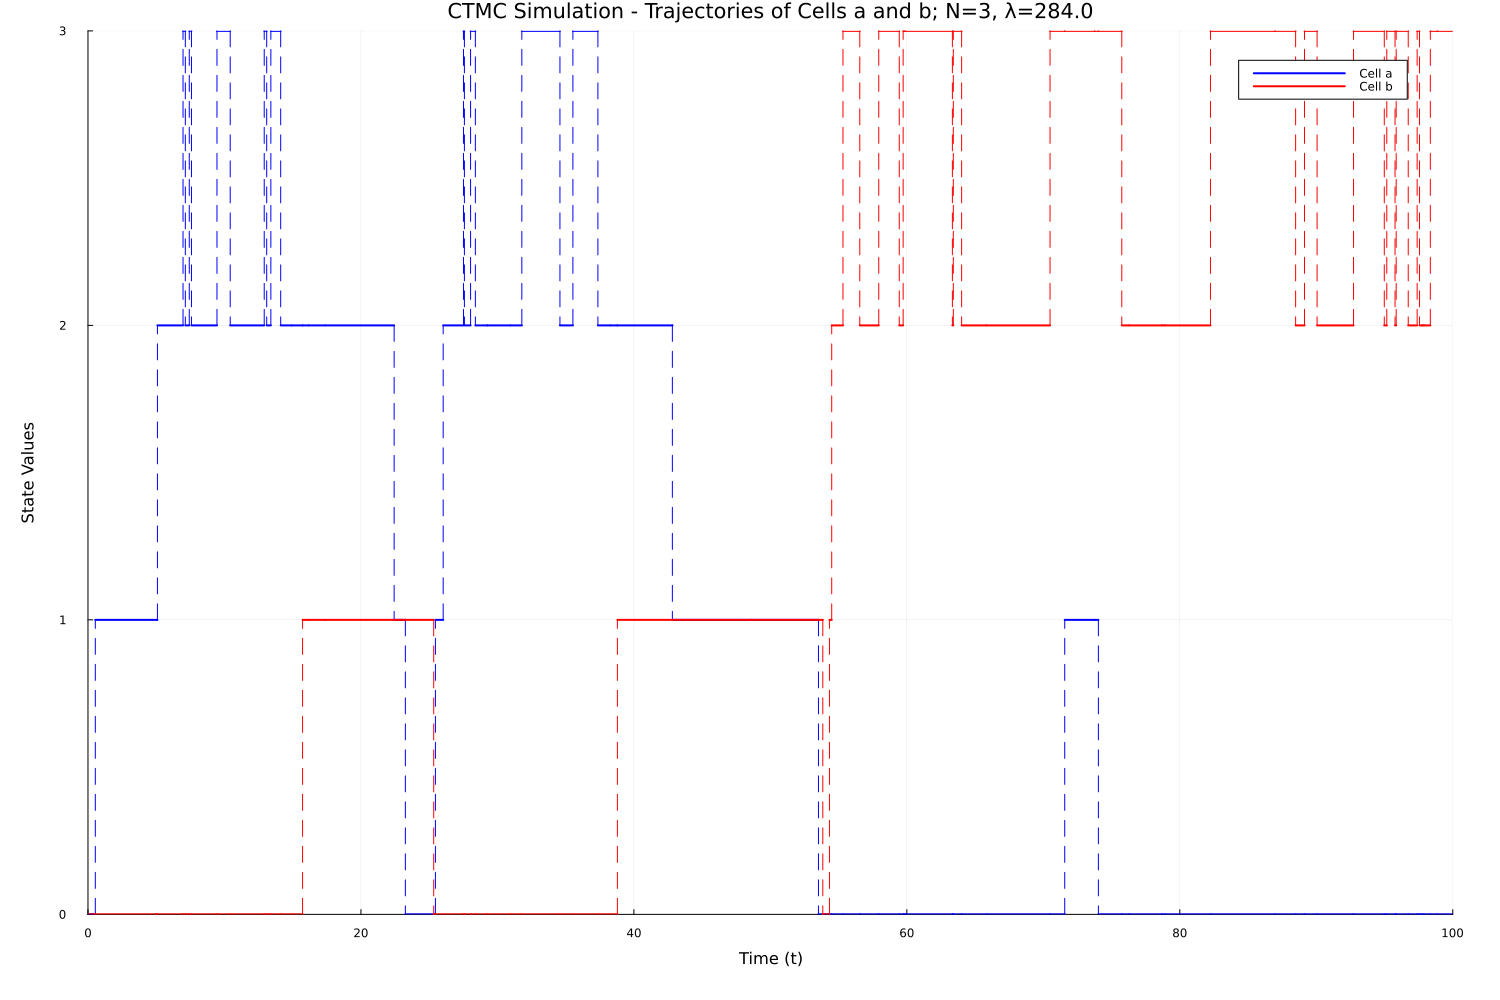 CTMC Simulation - Trajectories of Cells a and b; N=3, λ=284.0
3
Cell a
Cell b
2
State Values
1
0
0 20 40 60 80 100
Time (t)